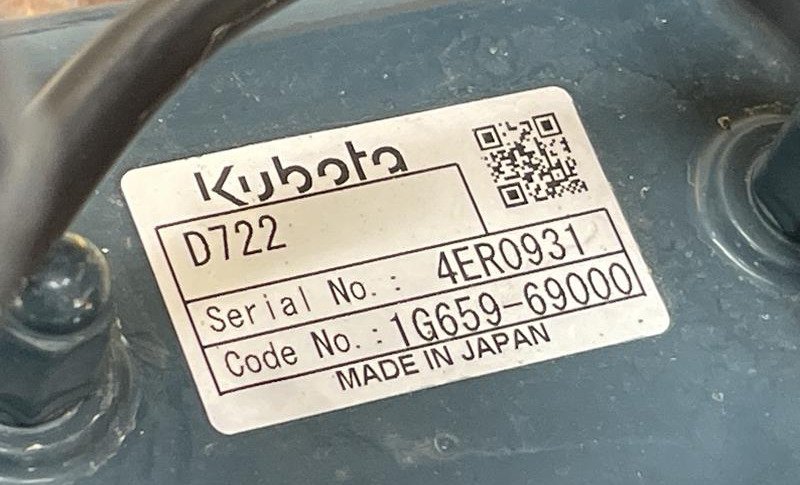 Kubota
D722
Serial No.: 4ER0931
Code No.: 1G659-69000
MADE IN JAPAN